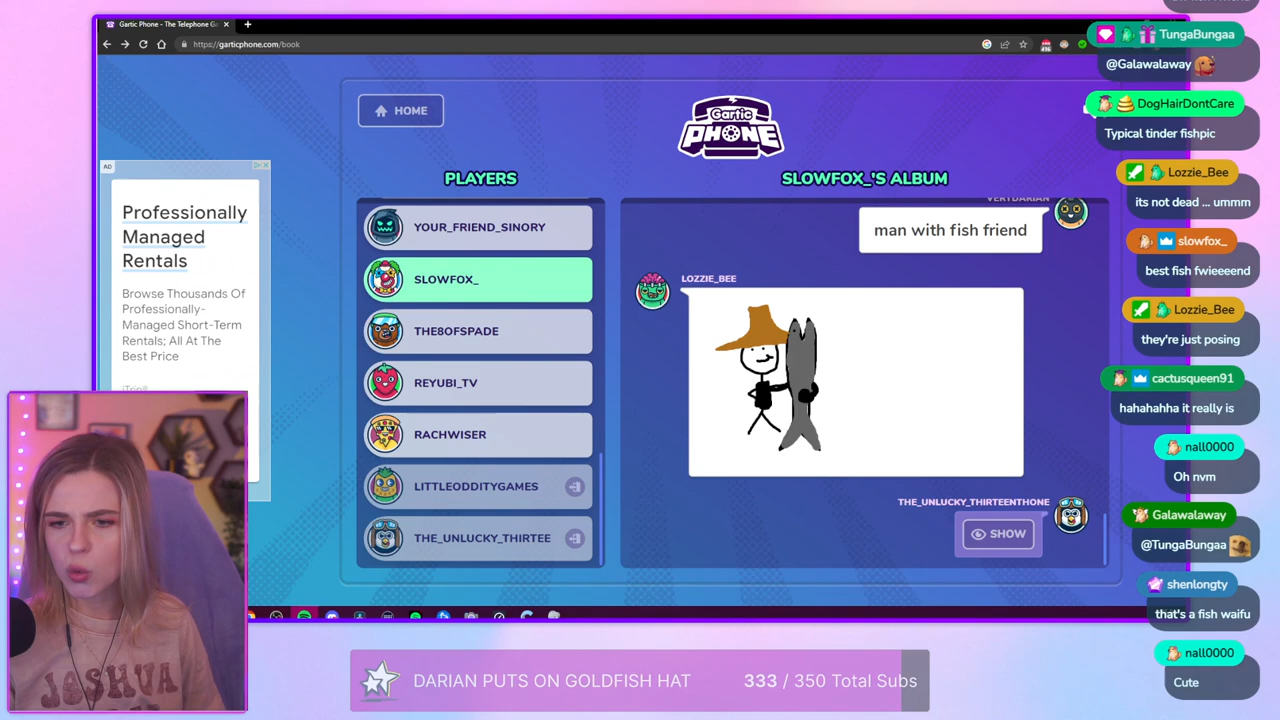 Gartic Phone - The Telephone Ga
https://garticphone.com/book
HOME
Gartic
PHONE
PLAYERS
YOUR_FRIEND_SINORY
SLOWFOX_
THE8OFSPADE
REYUBI_TV
RACHWISER
LITTLEODDITYGAMES
THE_UNLUCKY_THIRTEE
SLOWFOX_'S ALBUM
VERYDARIAN
man with fish friend
LOZZIE_BEE
THE_UNLUCKY_THIRTEENTHONE
SHOW
AD
Professionally
Managed
Rentals
Browse Thousands Of
Professionally-
Managed Short-Term
Rentals; All At The
Best Price
JOSHUA
DARIAN PUTS ON GOLDFISH HAT
333 / 350 Total Subs
TungaBungaa
@Galawalaway
DogHairDontCare
Typical tinder fishpic
Lozzie_Bee
its not dead ... ummm
slowfox_
best fish fwieeeend
Lozzie_Bee
they're just posing
cactusqueen91
hahahahha it really is
nall0000
Oh nvm
Galawalaway
@TungaBungaa
shenlongty
that's a fish waifu
nall0000
Cute